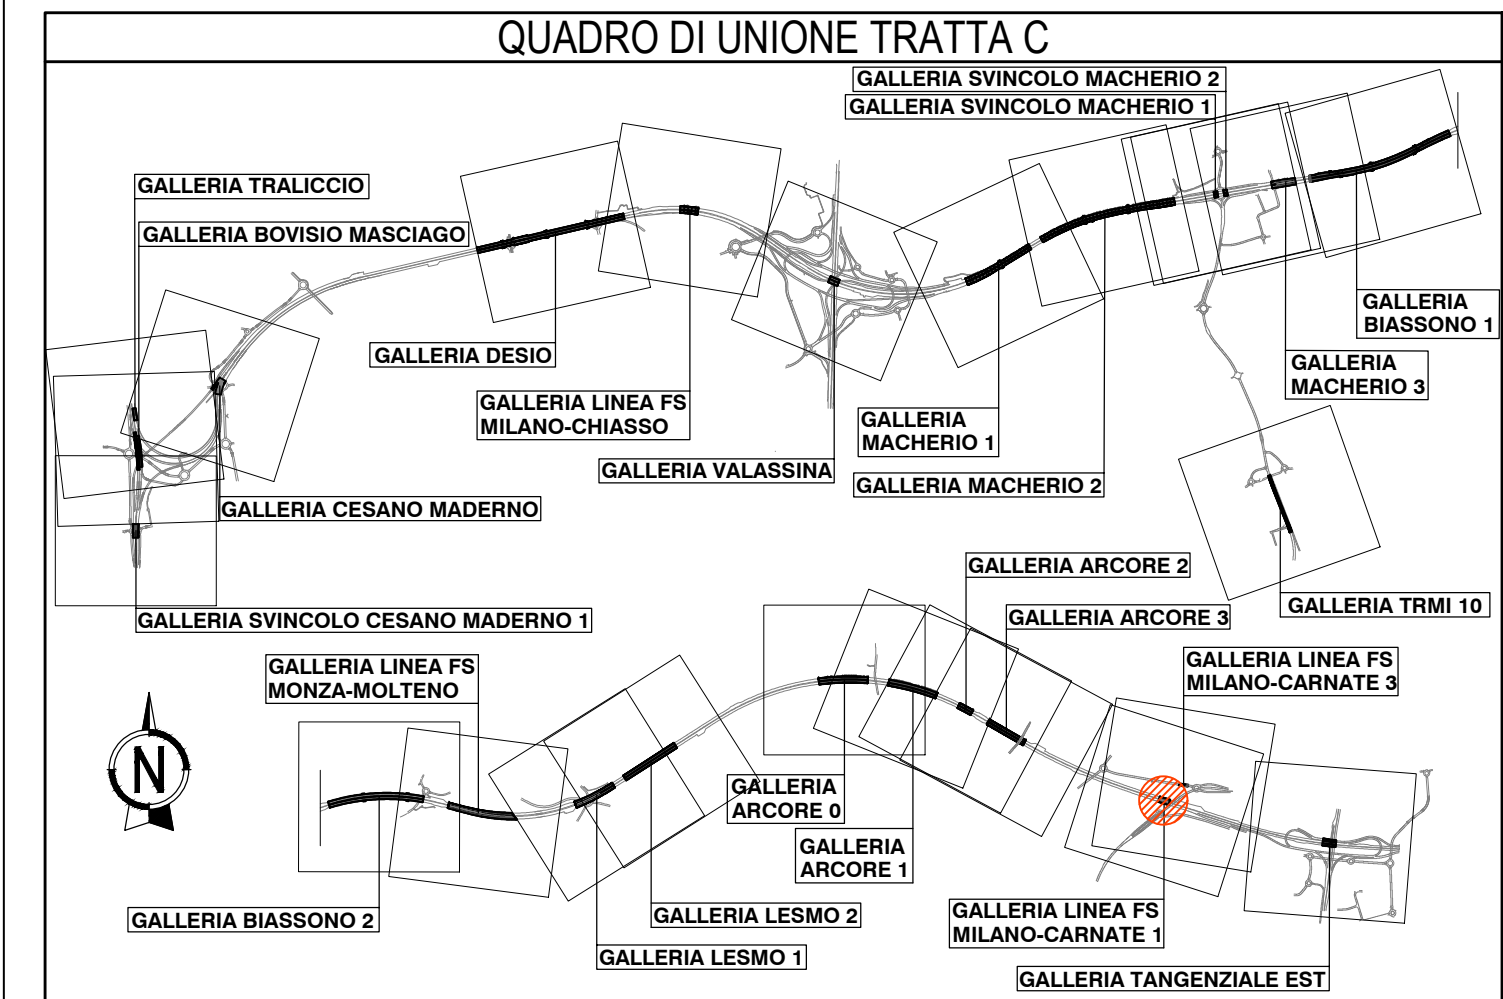 QUADRO DI UNIONE TRATTA C
GALLERIA SVINCOLO MACHERIO 2
GALLERIA SVINCOLO MACHERIO 1
GALLERIA TRALICCIO
GALLERIA BOVISIO MASCIAGO
GALLERIA BIASSONO 1
GALLERIA DESIO
GALLERIA
MACHERIO 3
GALLERIA LINEA FS
MILANO-CHIASSO
GALLERIA
MACHERIO 1
GALLERIA VALASSINA
GALLERIA MACHERIO 2
GALLERIA CESANO MADERNO
GALLERIA ARCORE 2
GALLERIA TRMI 10
GALLERIA SVINCOLO CESANO MADERNO 1
GALLERIA ARCORE 3
GALLERIA LINEA FS
MONZA-MOLTENO
GALLERIA LINEA FS
MILANO-CARNATE 3
N
GALLERIA
ARCORE 0
GALLERIA
ARCORE 1
GALLERIA BIASSONO 2
GALLERIA LESMO 2
GALLERIA LINEA FS
MILANO-CARNATE 1
GALLERIA LESMO 1
GALLERIA TANGENZIALE EST